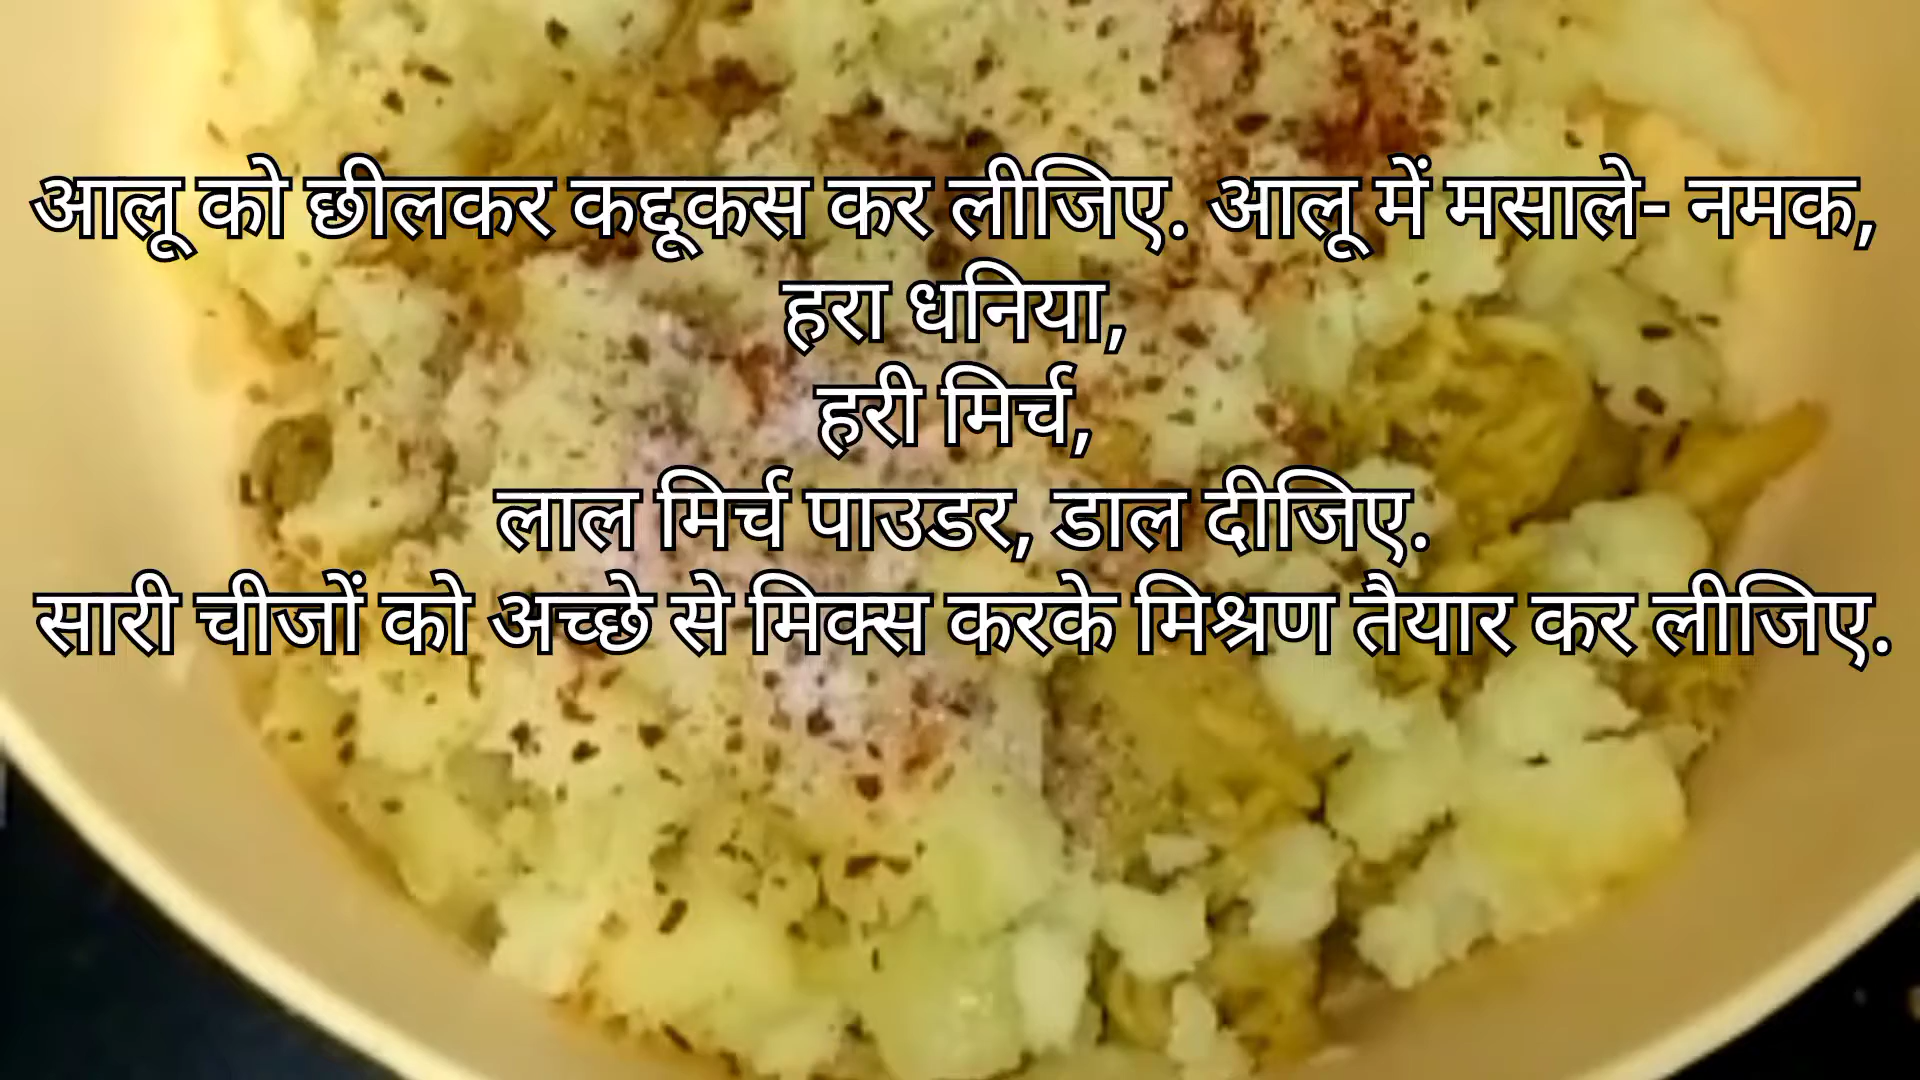 आलू को छीलकर कद्दूकस कर लीजिए. आलू में मसाले- नमक,
हरा धनिया,
हरी मिर्च,
लाल मिर्च पाउडर, डाल दीजिए.
सारी चीजों को अच्छे से मिक्स करके मिश्रण तैयार कर लीजिए.